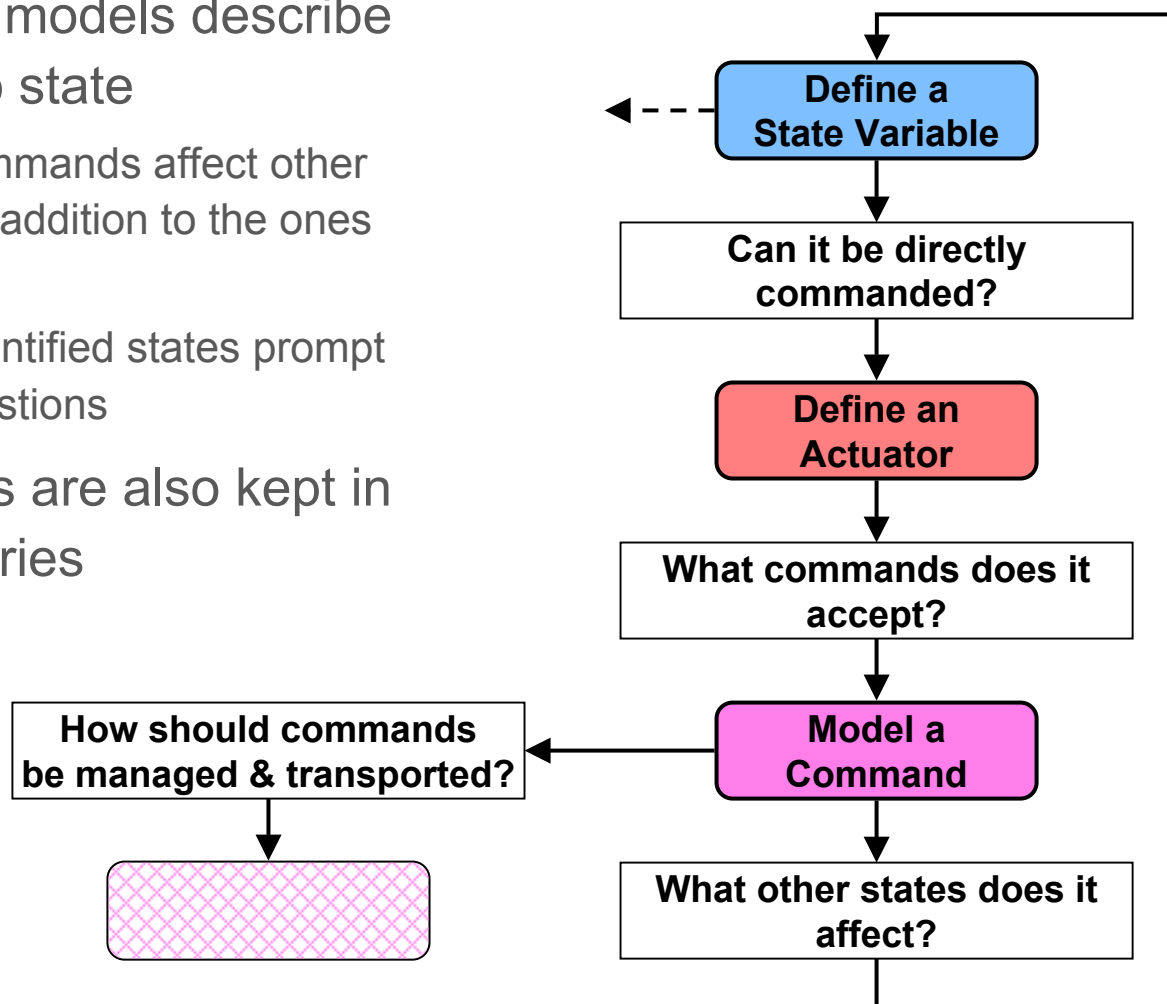 models describe
state
mmands affect other
addition to the ones
ntified states prompt
stions
s are also kept in
ries
Define a
State Variable
Can it be directly
commanded?
Define an
Actuator
What commands does it
accept?
Model a
Command
How should commands
be managed & transported?
What other states does it
affect?